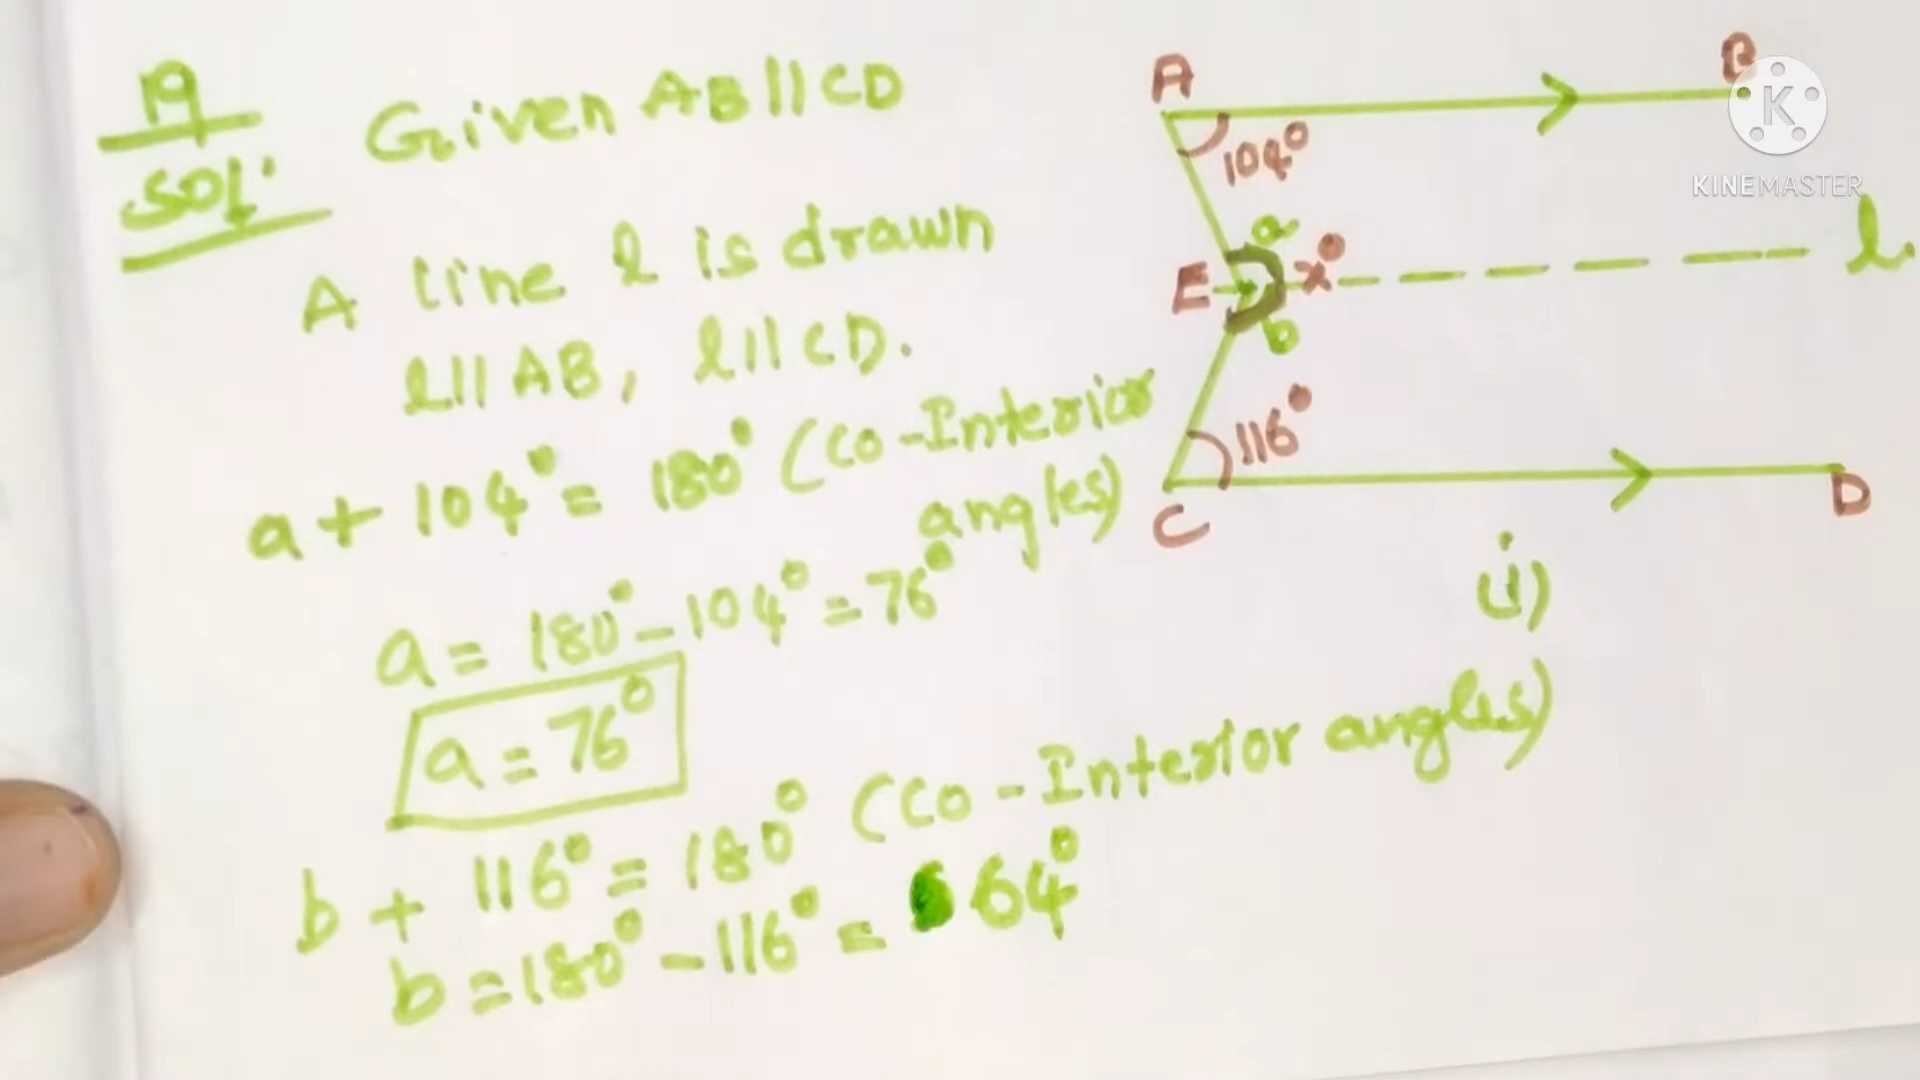 19
Sol.
Given AB||CD
A line l is drawn
l||AB, l||CD.
a + 104° = 180° (Co-Interior
angles)
a = 180° - 104° = 76°
a = 76°
b + 116° = 180° (Co-Interior angles)
b = 180° - 116° = 64°
A
B
104°
a
E
x°
l
b
116°
C
D
(i)
K
KINEMASTER